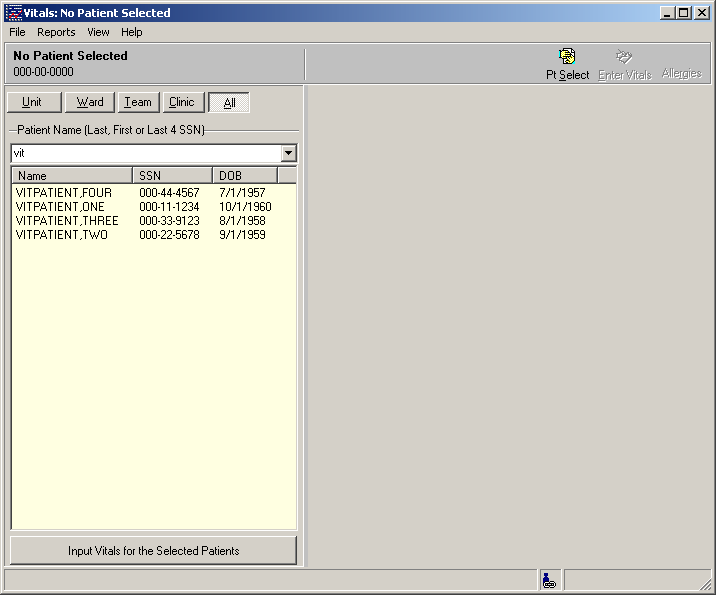 Vitals: No Patient Selected
File Reports View Help
No Patient Selected
000-00-0000
Pt Select Enter Vitals Allergies
Unit Ward Team Clinic All
Patient Name (Last, First or Last 4 SSN)
vit
Name SSN DOB
VITPATIENT,FOUR 000-44-4567 7/1/1957
VITPATIENT,ONE 000-11-1234 10/1/1960
VITPATIENT,THREE 000-33-9123 8/1/1958
VITPATIENT,TWO 000-22-5678 9/1/1959
Input Vitals for the Selected Patients